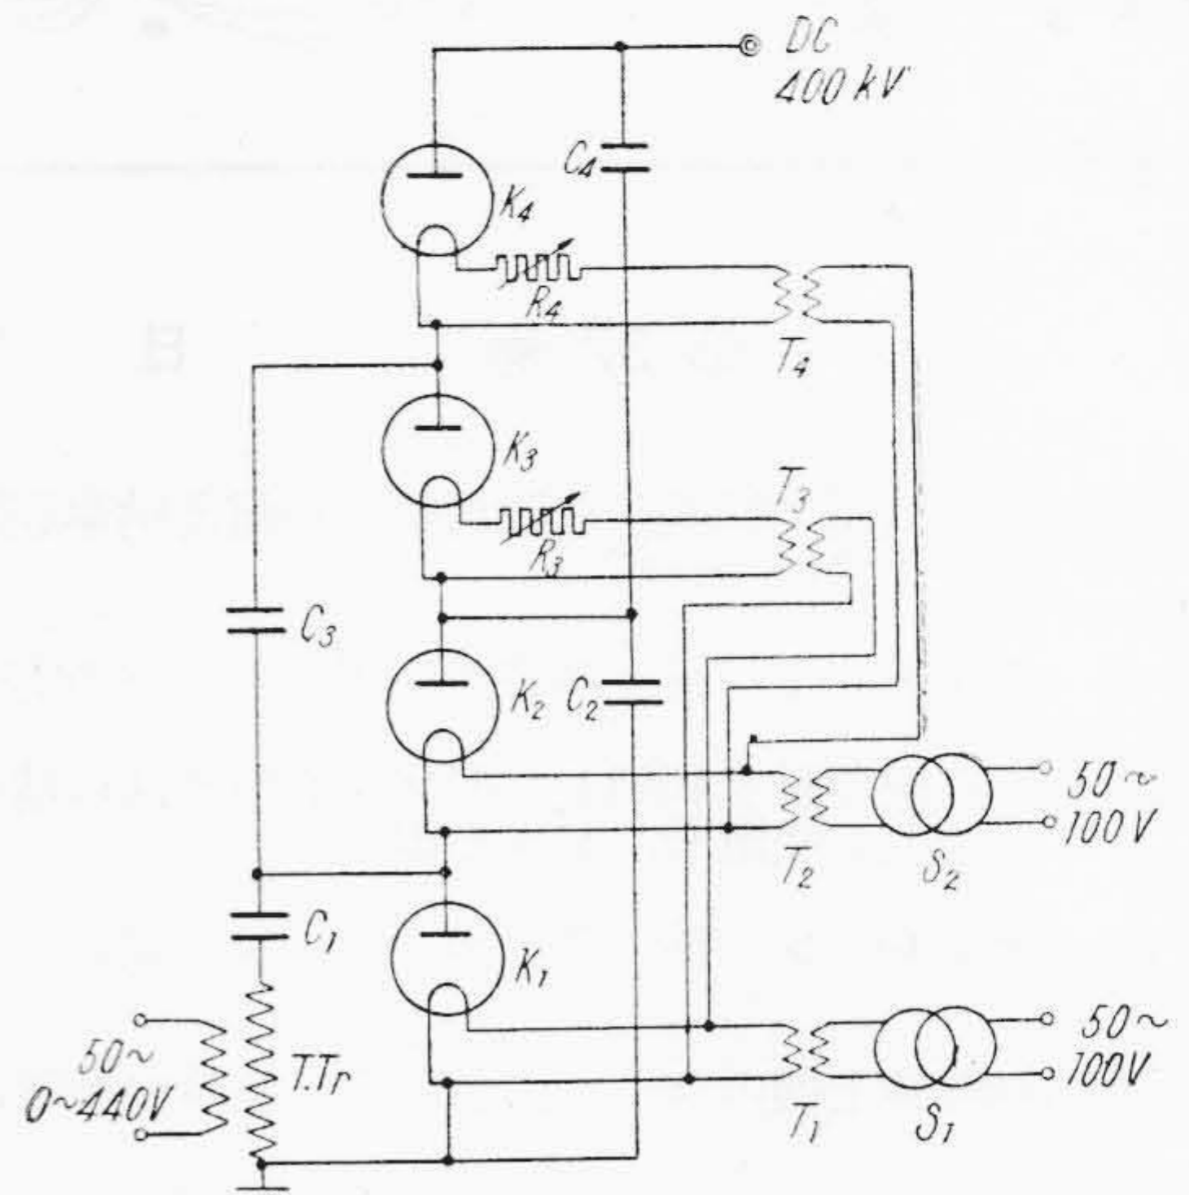 DC
400 kV
C4
K4
R4
T4
K3
T3
R3
C3
K2
C2
50~
100V
T2
S2
C1
K1
50~
0~440V
T.Tr
50~
100V
T1
S1